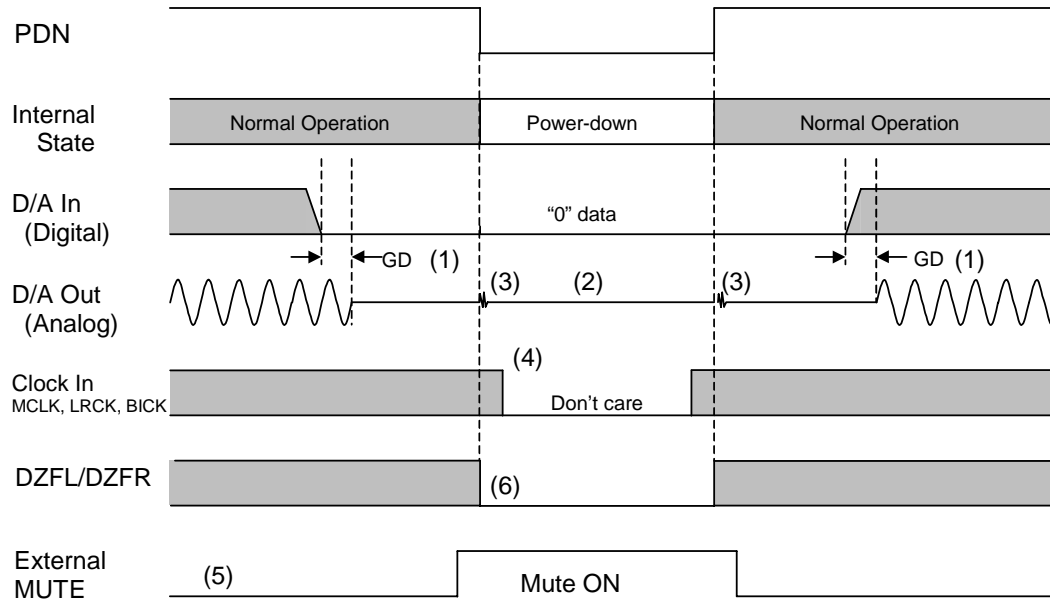 PDN
Internal
State
Normal Operation
Power-down
Normal Operation
D/A In
(Digital)
“0” data
GD (1)
GD (1)
D/A Out
(Analog)
(3)
(2)
(3)
Clock In
MCLK, LRCK, BICK
(4)
Don’t care
DZFL/DZFR
(6)
External
MUTE
(5)
Mute ON